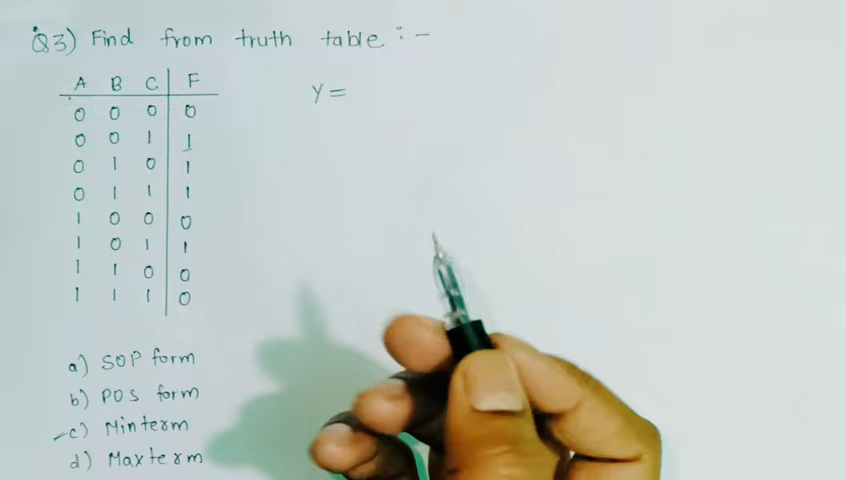 Q3) Find from truth table :-
A B C F
Y =
0 0 0 0
0 0 1 1
0 1 0 1
0 1 1 1
1 0 0 0
1 0 1 1
1 1 0 0
1 1 1 0
a) SOP form
b) POS form
c) Minterm
d) Maxterm